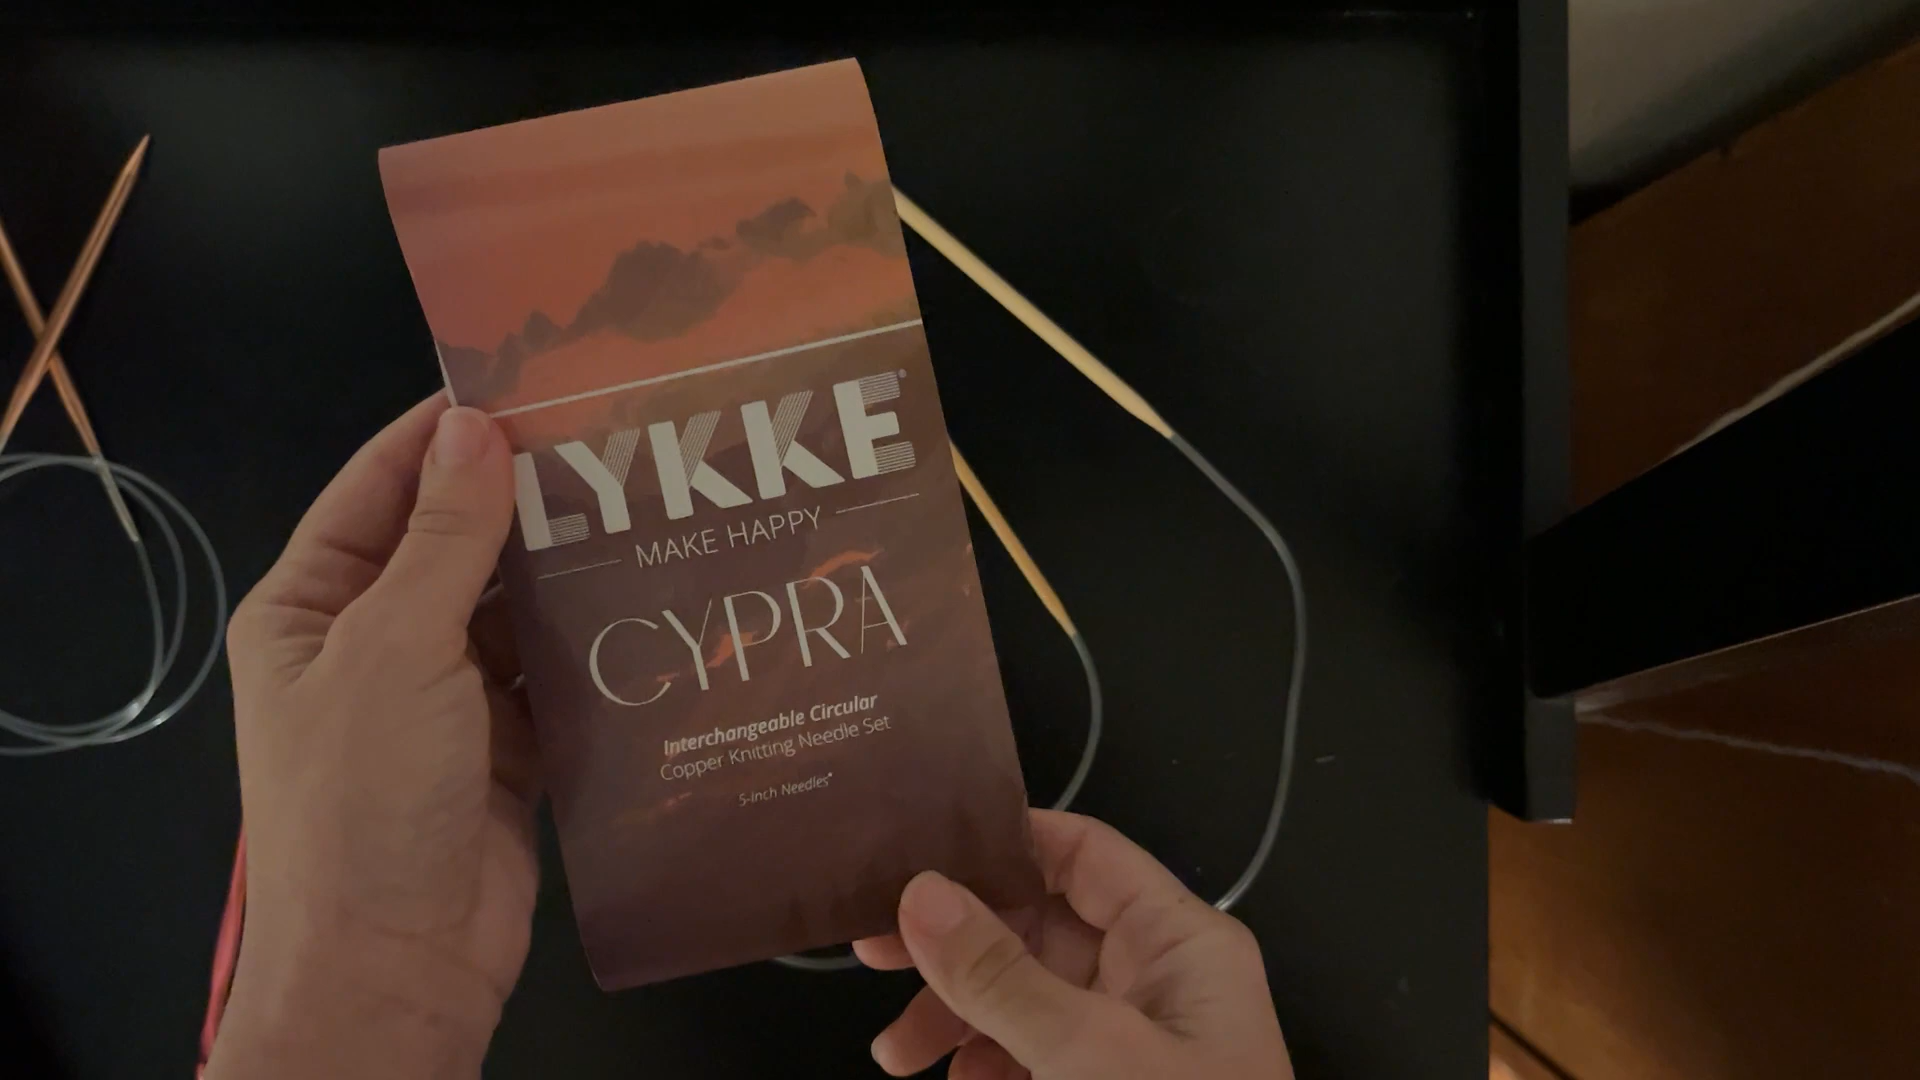 LYKKE
MAKE HAPPY
CYPRA
Interchangeable Circular
Copper Knitting Needle Set
5-inch Needles*